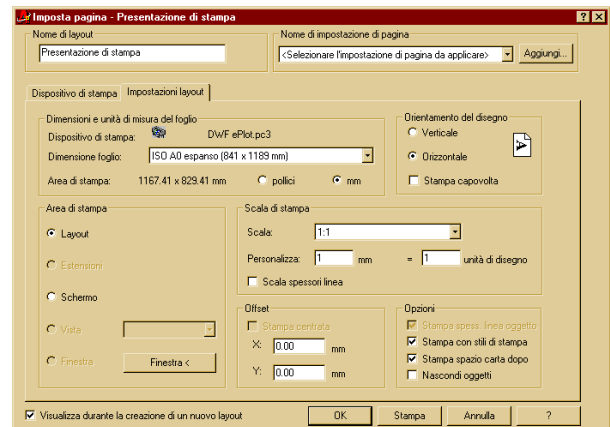 Imposta pagina - Presentazione di stampa
Nome di layout
Presentazione di stampa
Nome di impostazione di pagina
<Selezionare l'impostazione di pagina da applicare>
Aggiungi...
Dispositivo di stampa
Impostazioni layout
Dimensioni e unità di misura del foglio
Dispositivo di stampa:
DWF ePlot.pc3
Dimensione foglio:
ISO A0 espanso (841 x 1189 mm)
Area di stampa:
1167.41 x 829.41 mm
pollici
mm
Orientamento del disegno
Verticale
Orizzontale
Stampa capovolta
A
Area di stampa
Layout
Estensioni
Schermo
Vista
Finestra
Finestra <
Scala di stampa
Scala:
1:1
Personalizza:
1
mm
=
1
unità di disegno
Scala spessori linea
Offset
Stampa centrata
X:
0.00
mm
Y:
0.00
mm
Opzioni
Stampa spess. linea oggetto
Stampa con stili di stampa
Stampa spazio carta dopo
Nascondi oggetti
Visualizza durante la creazione di un nuovo layout
OK
Stampa
Annulla
?